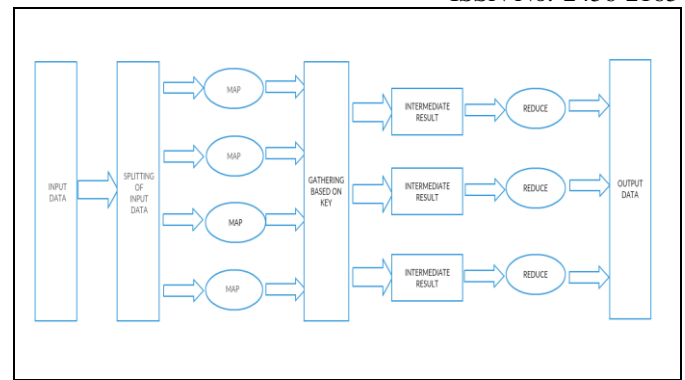 INPUT
DATA
SPLITTING
OF
INPUT
DATA
MAP
MAP
MAP
MAP
GATHERING
BASED ON
KEY
INTERMEDIATE
RESULT
REDUCE
INTERMEDIATE
RESULT
REDUCE
INTERMEDIATE
RESULT
REDUCE
OUTPUT
DATA